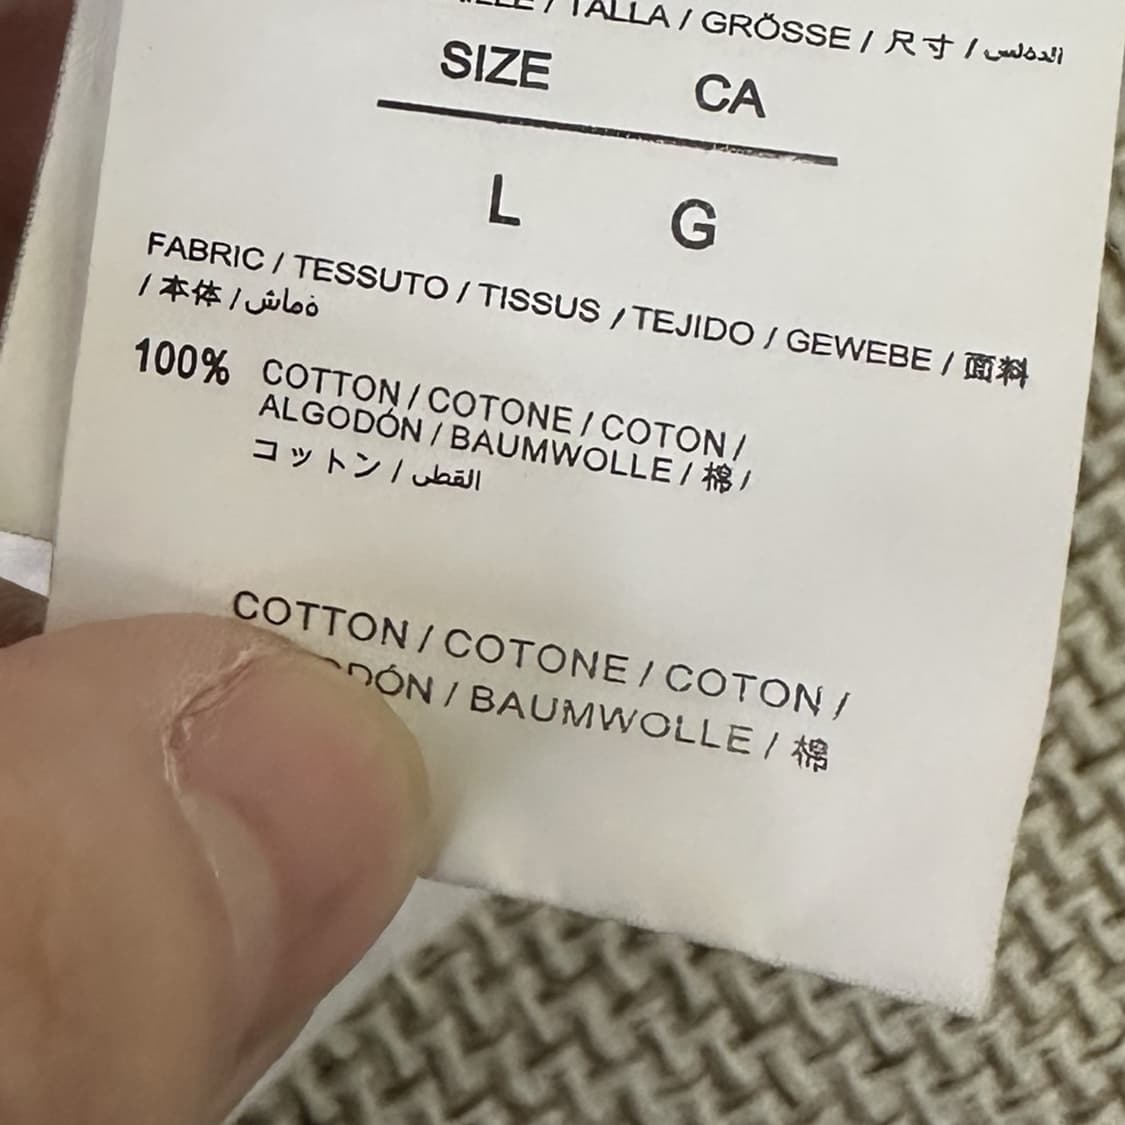 / TALLA / GRÖSSE / 尺寸 /
SIZE CA
L G
FABRIC / TESSUTO / TISSUS / TEJIDO / GEWEBE / 面料
/ 本体 /
100% COTTON / COTONE / COTON /
ALGODÓN / BAUMWOLLE / 棉 /
コットン / القطن
COTTON / COTONE / COTON /
DÓN / BAUMWOLLE / 棉